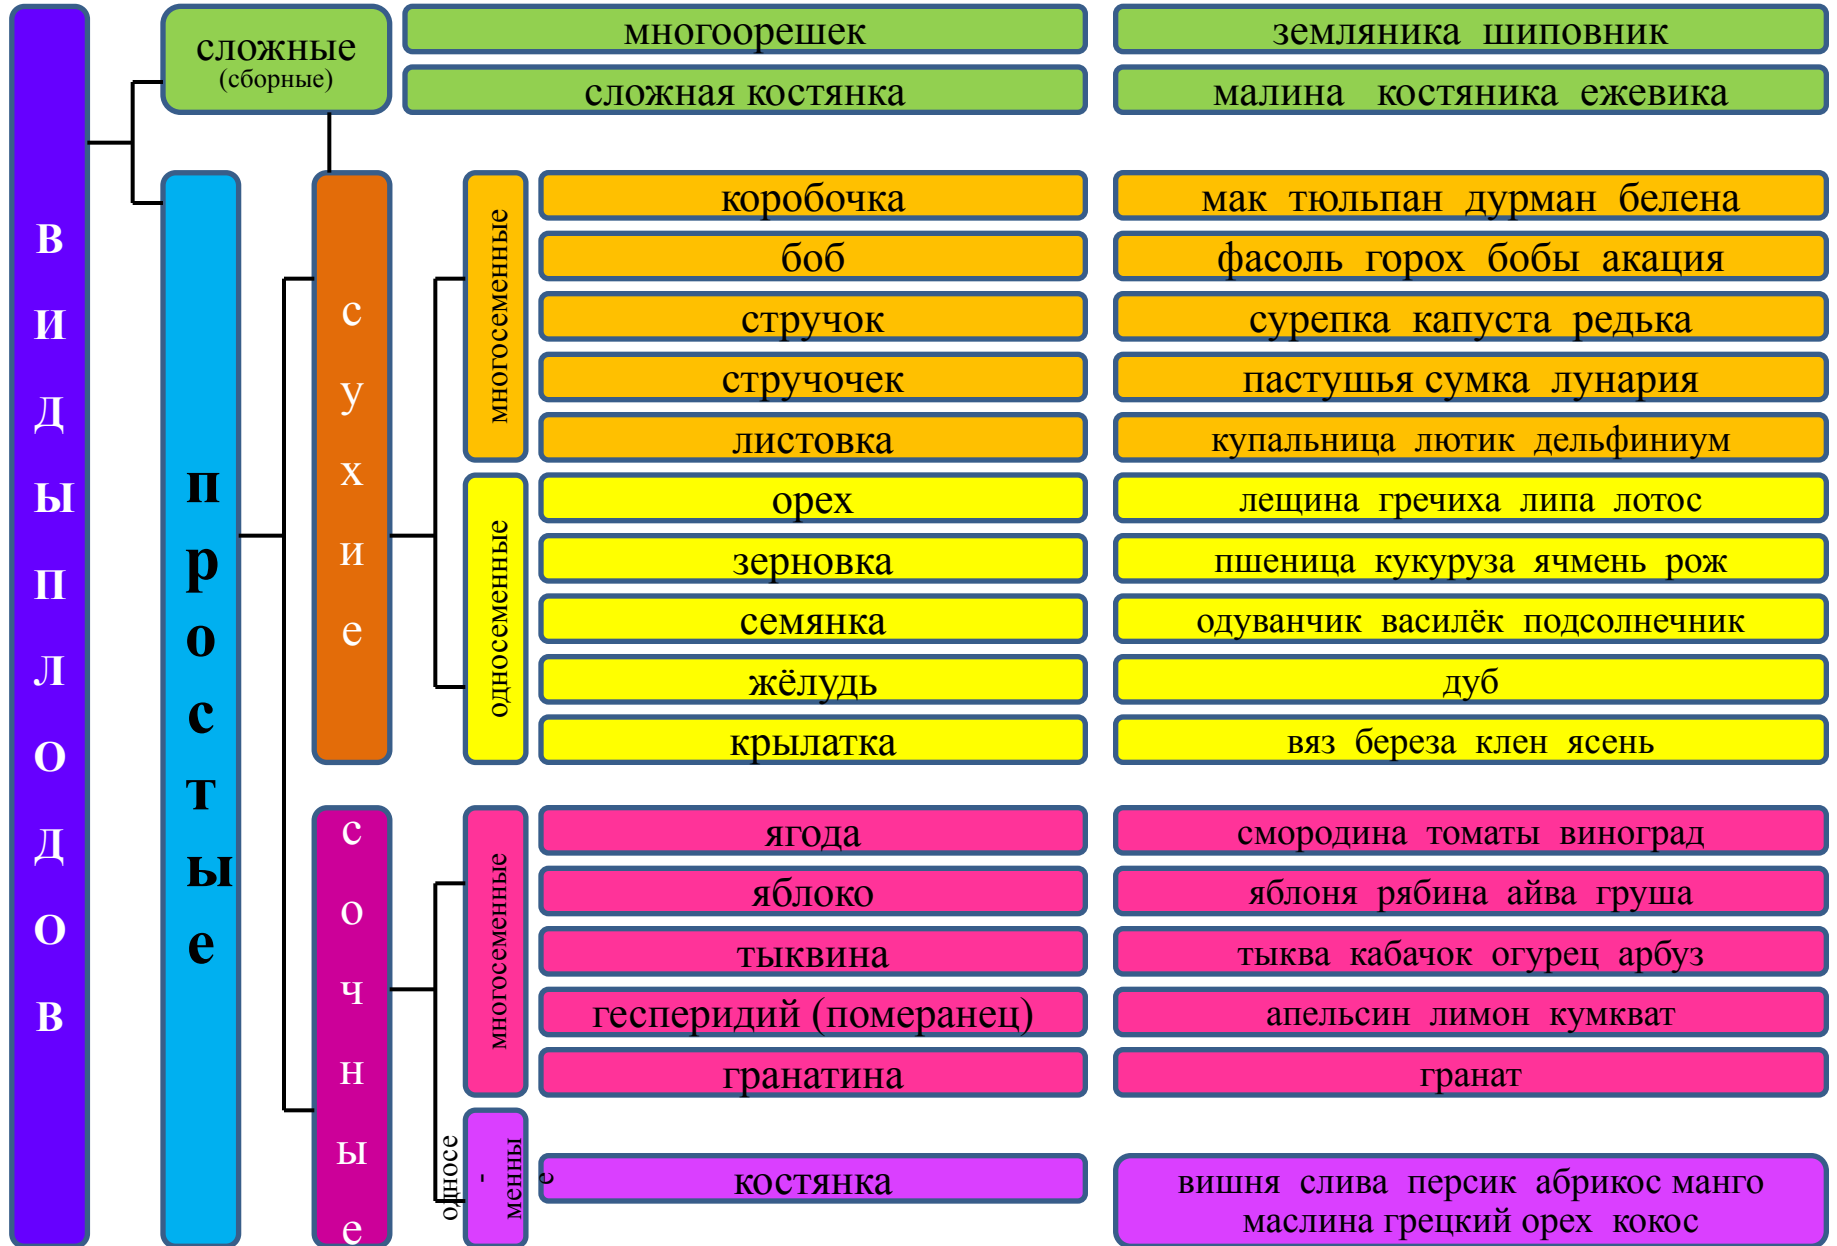 ВИДЫ ПЛОДОВ
сложные
(сборные)
многоорешек
земляника шиповник
сложная костянка
малина костяника ежевика
простые
сухие
многосеменные
коробочка
мак тюльпан дурман белена
боб
фасоль горох бобы акация
стручок
сурепка капуста редька
стручочек
пастушья сумка лунария
листовка
купальница лютик дельфиниум
односеменные
орех
лещина гречиха липа лотос
зерновка
пшеница кукуруза ячмень рож
семянка
одуванчик василёк подсолнечник
жёлудь
дуб
крылатка
вяз береза клен ясень
сочные
многосеменные
ягода
смородина томаты виноград
яблоко
яблоня рябина айва груша
тыквина
тыква кабачок огурец арбуз
гесперидий (померанец)
апельсин лимон кумкват
гранатина
гранат
односе
-
менны
е
костянка
вишня слива персик абрикос манго
маслина грецкий орех кокос